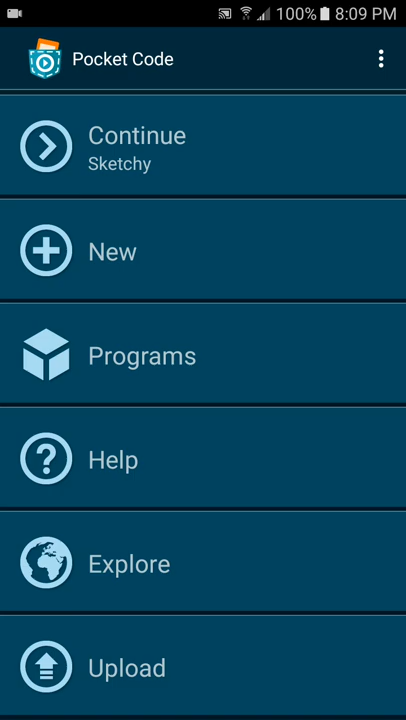 100% 8:09 PM
Pocket Code
Continue
Sketchy
New
Programs
Help
Explore
Upload